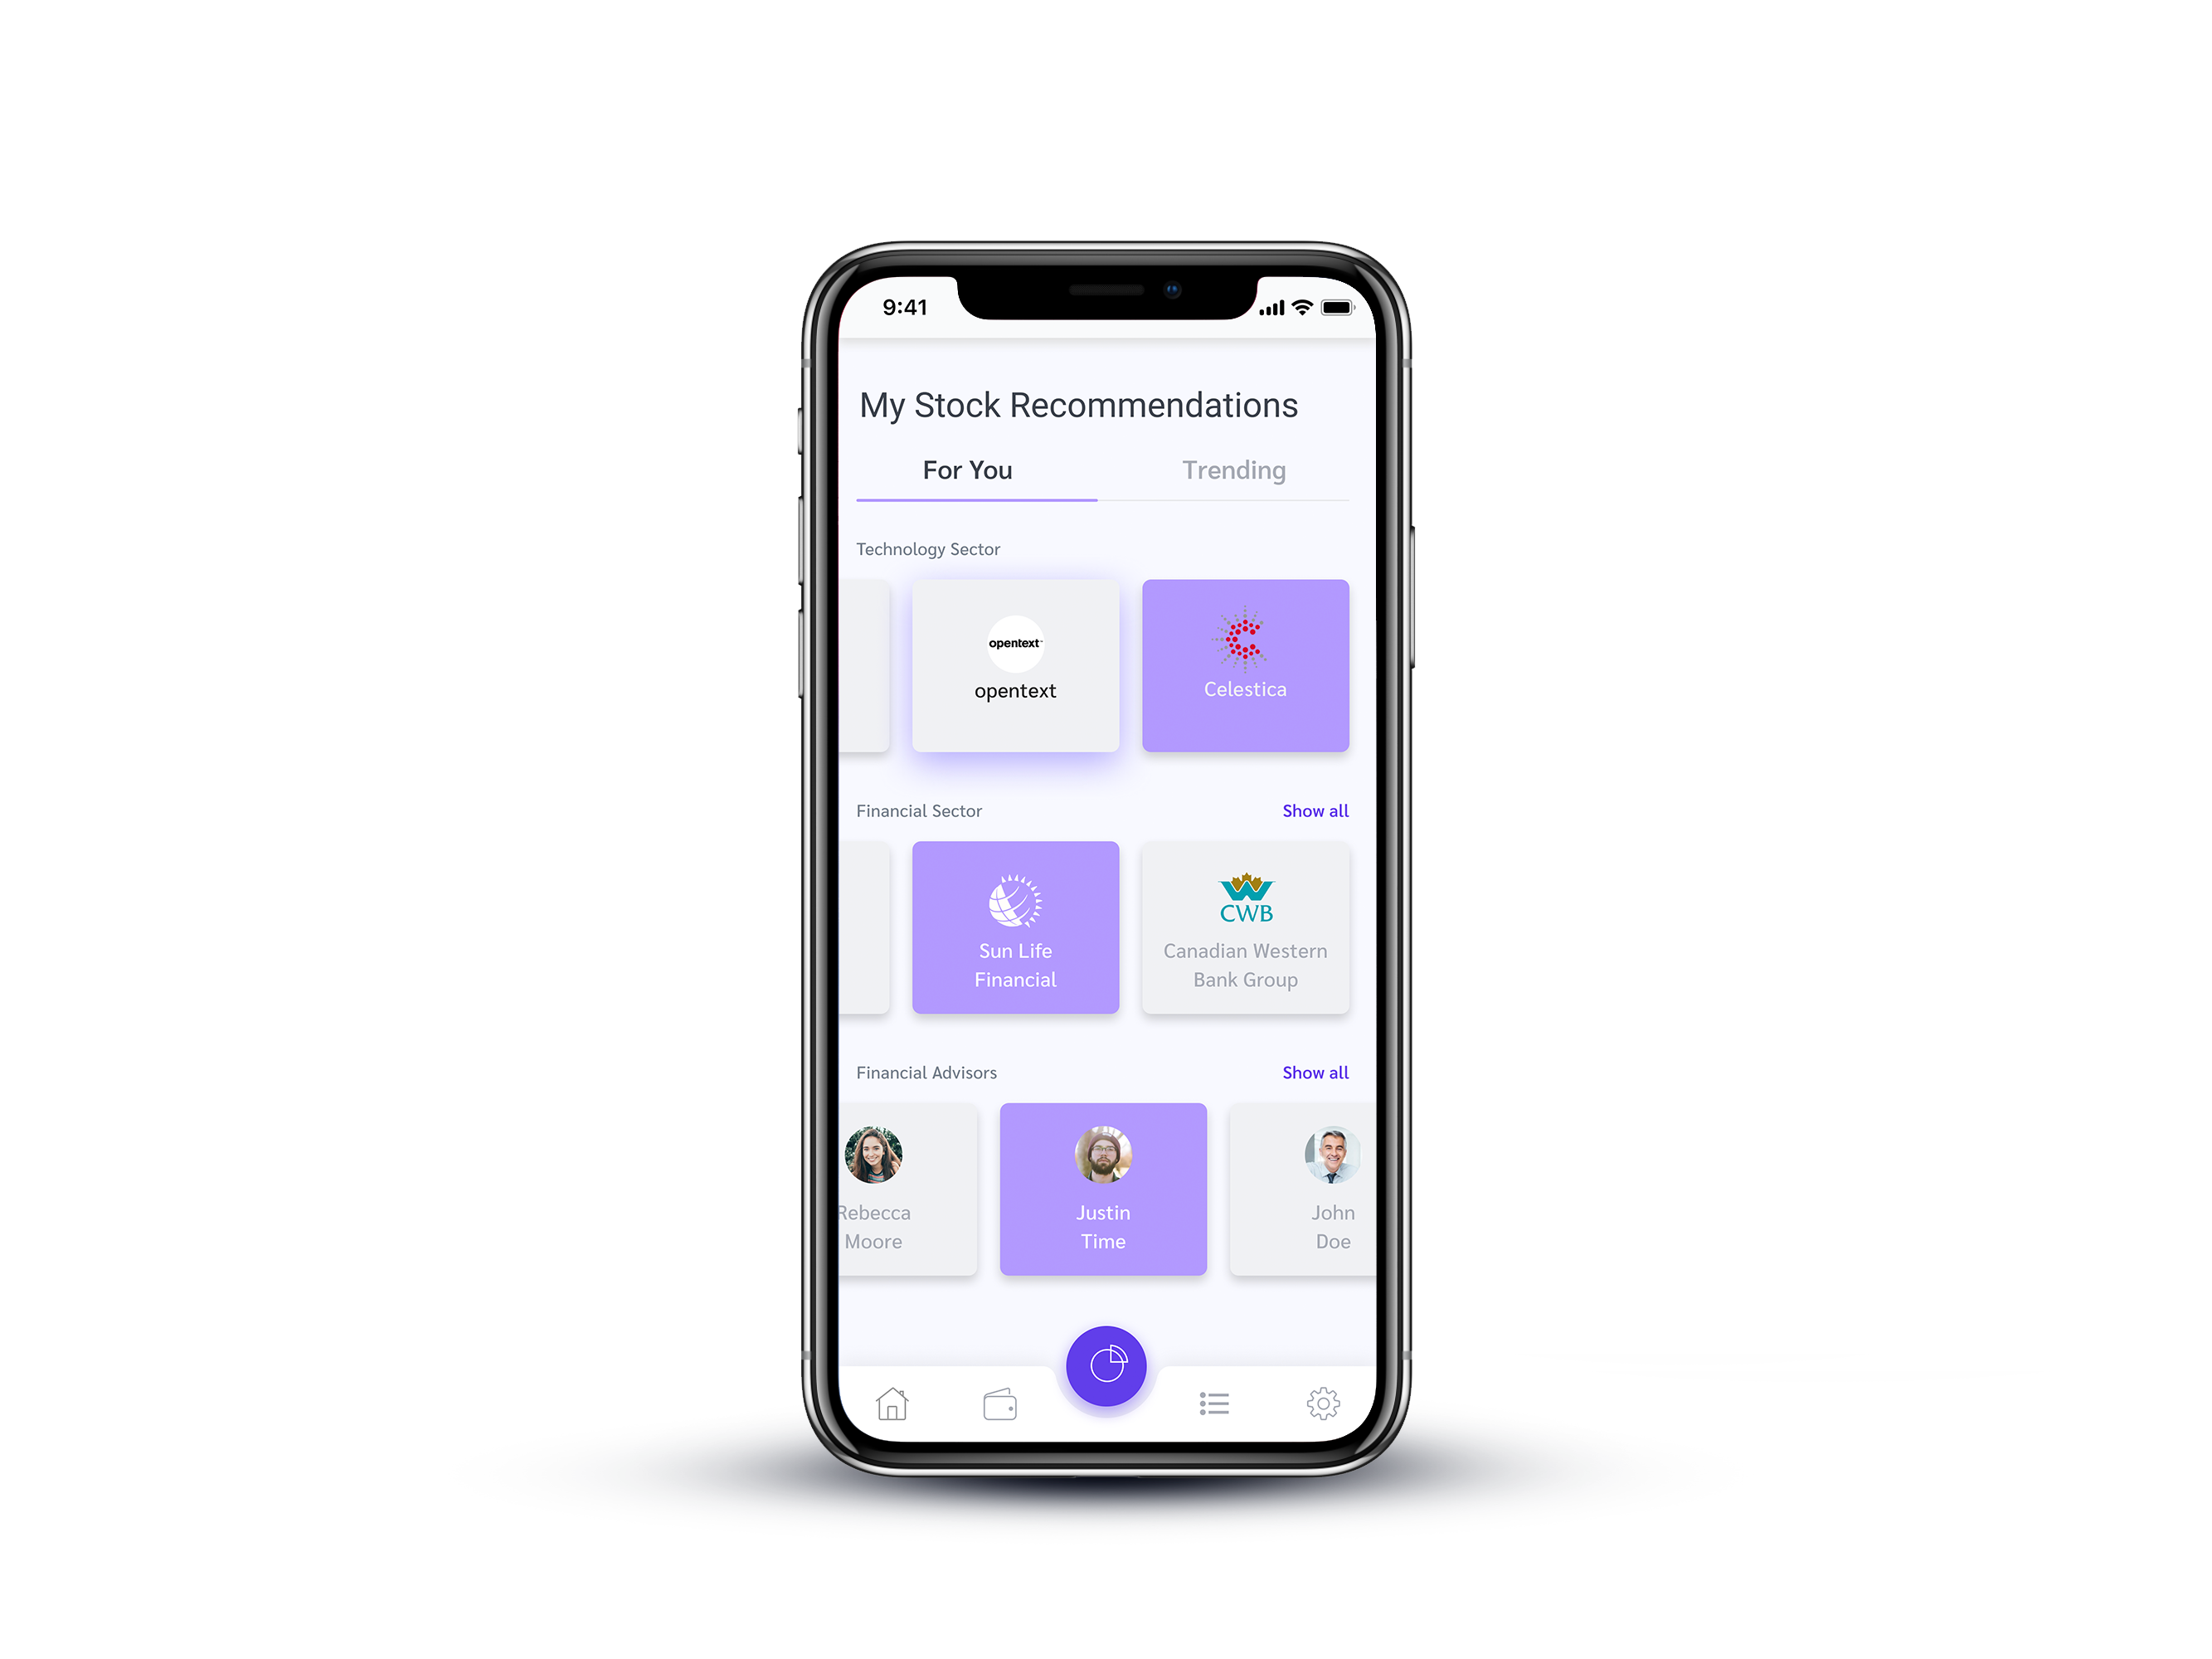 9:41
My Stock Recommendations
For You
Trending
Technology Sector
opentext™
opentext
Celestica
Financial Sector
Show all
Sun Life
Financial
CWB
Canadian Western
Bank Group
Financial Advisors
Show all
Rebecca
Moore
Justin
Time
John
Doe